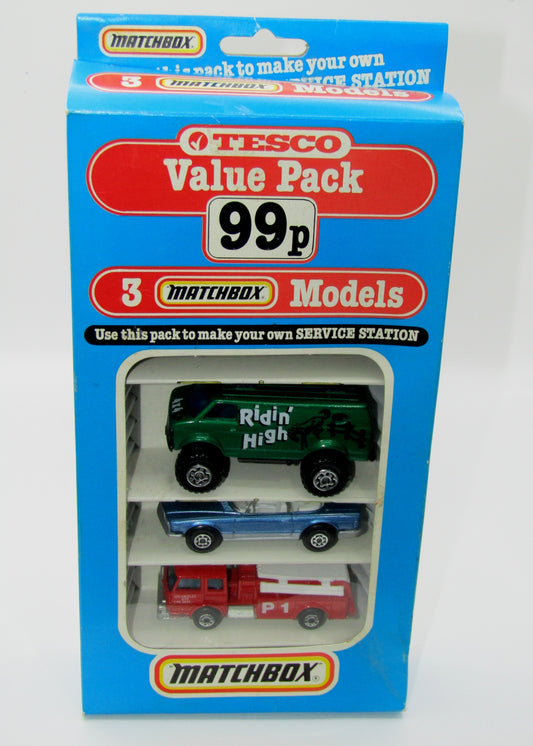 MATCHBOX
this pack to make your own
SERVICE STATION
3 MATCHBOX Models
TESCO
Value Pack
99p
3 MATCHBOX Models
Use this pack to make your own SERVICE STATION
Ridin'
High
P1
MATCHBOX